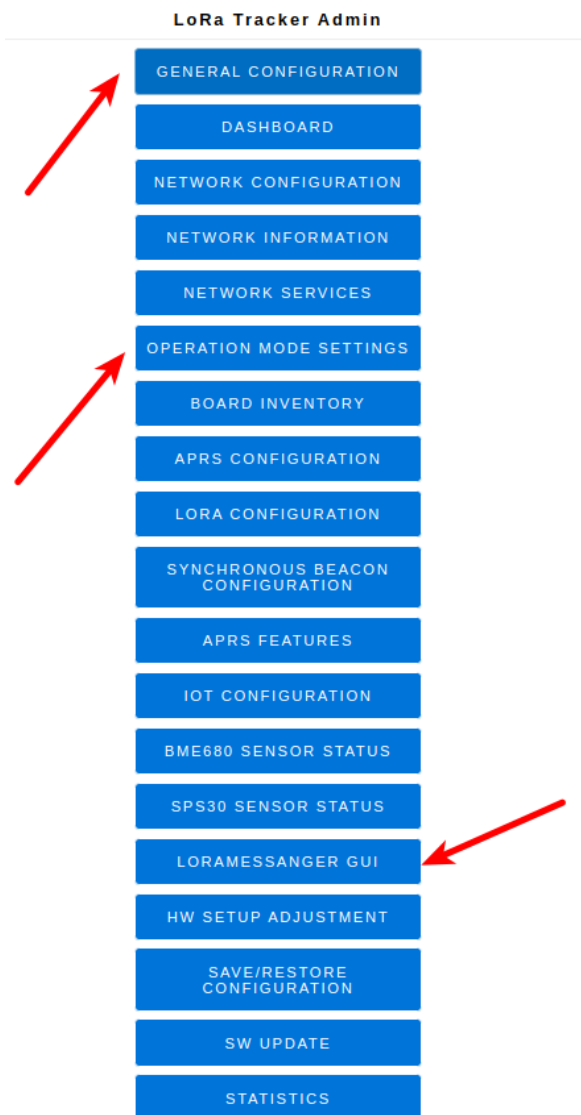 LoRa Tracker Admin
GENERAL CONFIGURATION
DASHBOARD
NETWORK CONFIGURATION
NETWORK INFORMATION
NETWORK SERVICES
OPERATION MODE SETTINGS
BOARD INVENTORY
APRS CONFIGURATION
LORA CONFIGURATION
SYNCHRONOUS BEACON
CONFIGURATION
APRS FEATURES
IOT CONFIGURATION
BME680 SENSOR STATUS
SPS30 SENSOR STATUS
LORAMESSANGER GUI
HW SETUP ADJUSTMENT
SAVE/RESTORE
CONFIGURATION
SW UPDATE
STATISTICS